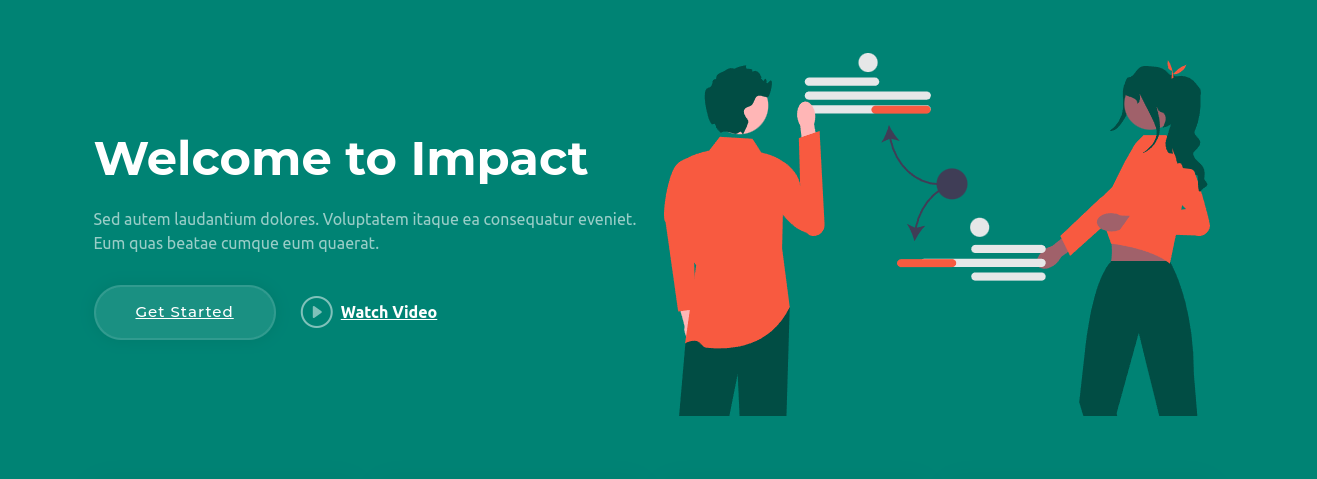 Welcome to Impact
Sed autem laudantium dolores. Voluptatem itaque ea consequatur eveniet.
Eum quas beatae cumque eum quaerat.
Get Started
Watch Video